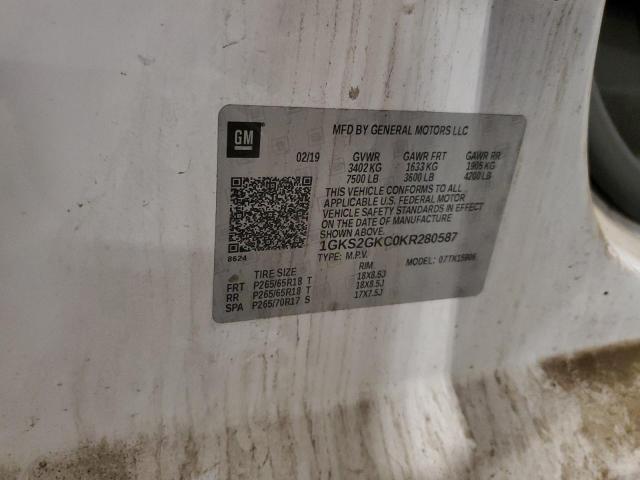 GM
MFD BY GENERAL MOTORS LLC
02/19 GVWR GAWR FRT GAWR RR
3402 KG 1633 KG 1905 KG
7500 LB 3600 LB 4200 LB
THIS VEHICLE CONFORMS TO ALL
APPLICABLE U.S. FEDERAL MOTOR
VEHICLE SAFETY STANDARDS IN EFFECT
ON THE DATE OF MANUFACTURE
SHOWN ABOVE.
1GKS2GKC0KR280587
8624
TYPE: M.P.V. MODEL: 07TK15906
TIRE SIZE RIM
FRT P265/65R18 T 18X8.5J
RR P265/65R18 T 18X8.5J
SPA P265/70R17 S 17X7.5J